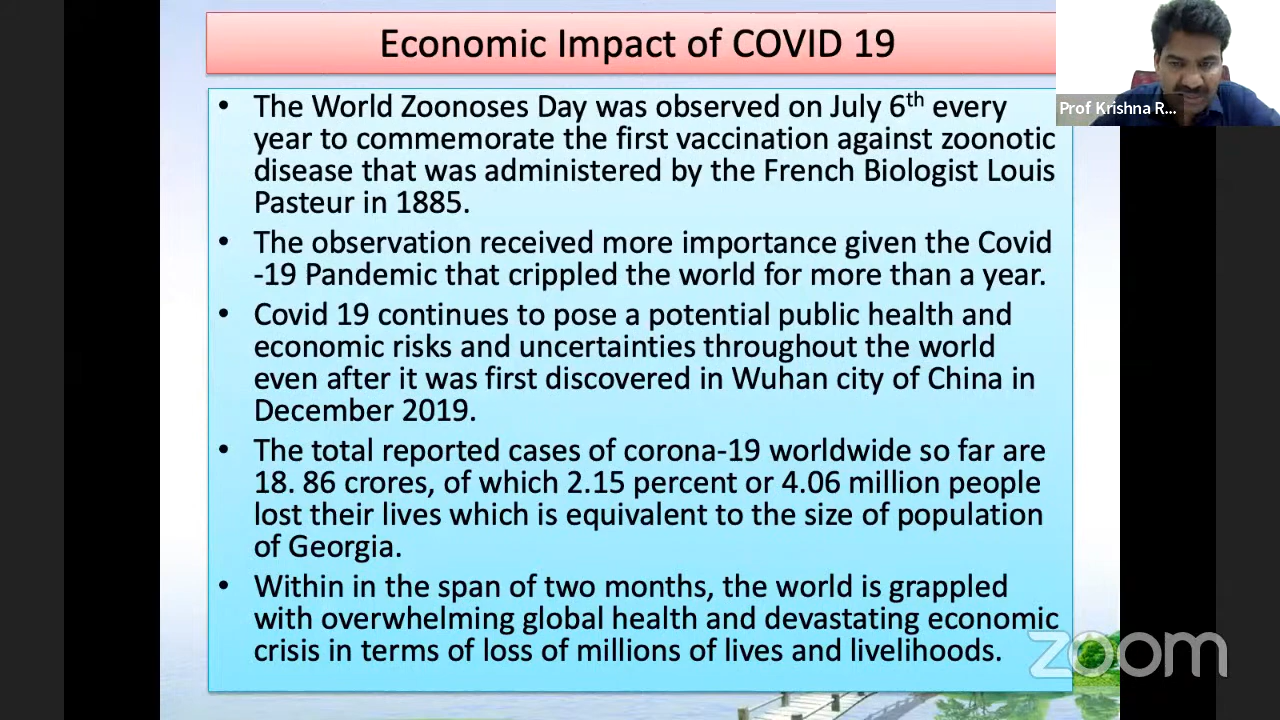 Economic Impact of COVID 19
Prof Krishna R...
• The World Zoonoses Day was observed on July 6th every
year to commemorate the first vaccination against zoonotic
disease that was administered by the French Biologist Louis
Pasteur in 1885.
• The observation received more importance given the Covid
-19 Pandemic that crippled the world for more than a year.
• Covid 19 continues to pose a potential public health and
economic risks and uncertainties throughout the world
even after it was first discovered in Wuhan city of China in
December 2019.
• The total reported cases of corona-19 worldwide so far are
18. 86 crores, of which 2.15 percent or 4.06 million people
lost their lives which is equivalent to the size of population
of Georgia.
• Within in the span of two months, the world is grappled
with overwhelming global health and devastating economic
crisis in terms of loss of millions of lives and livelihoods.
zoom